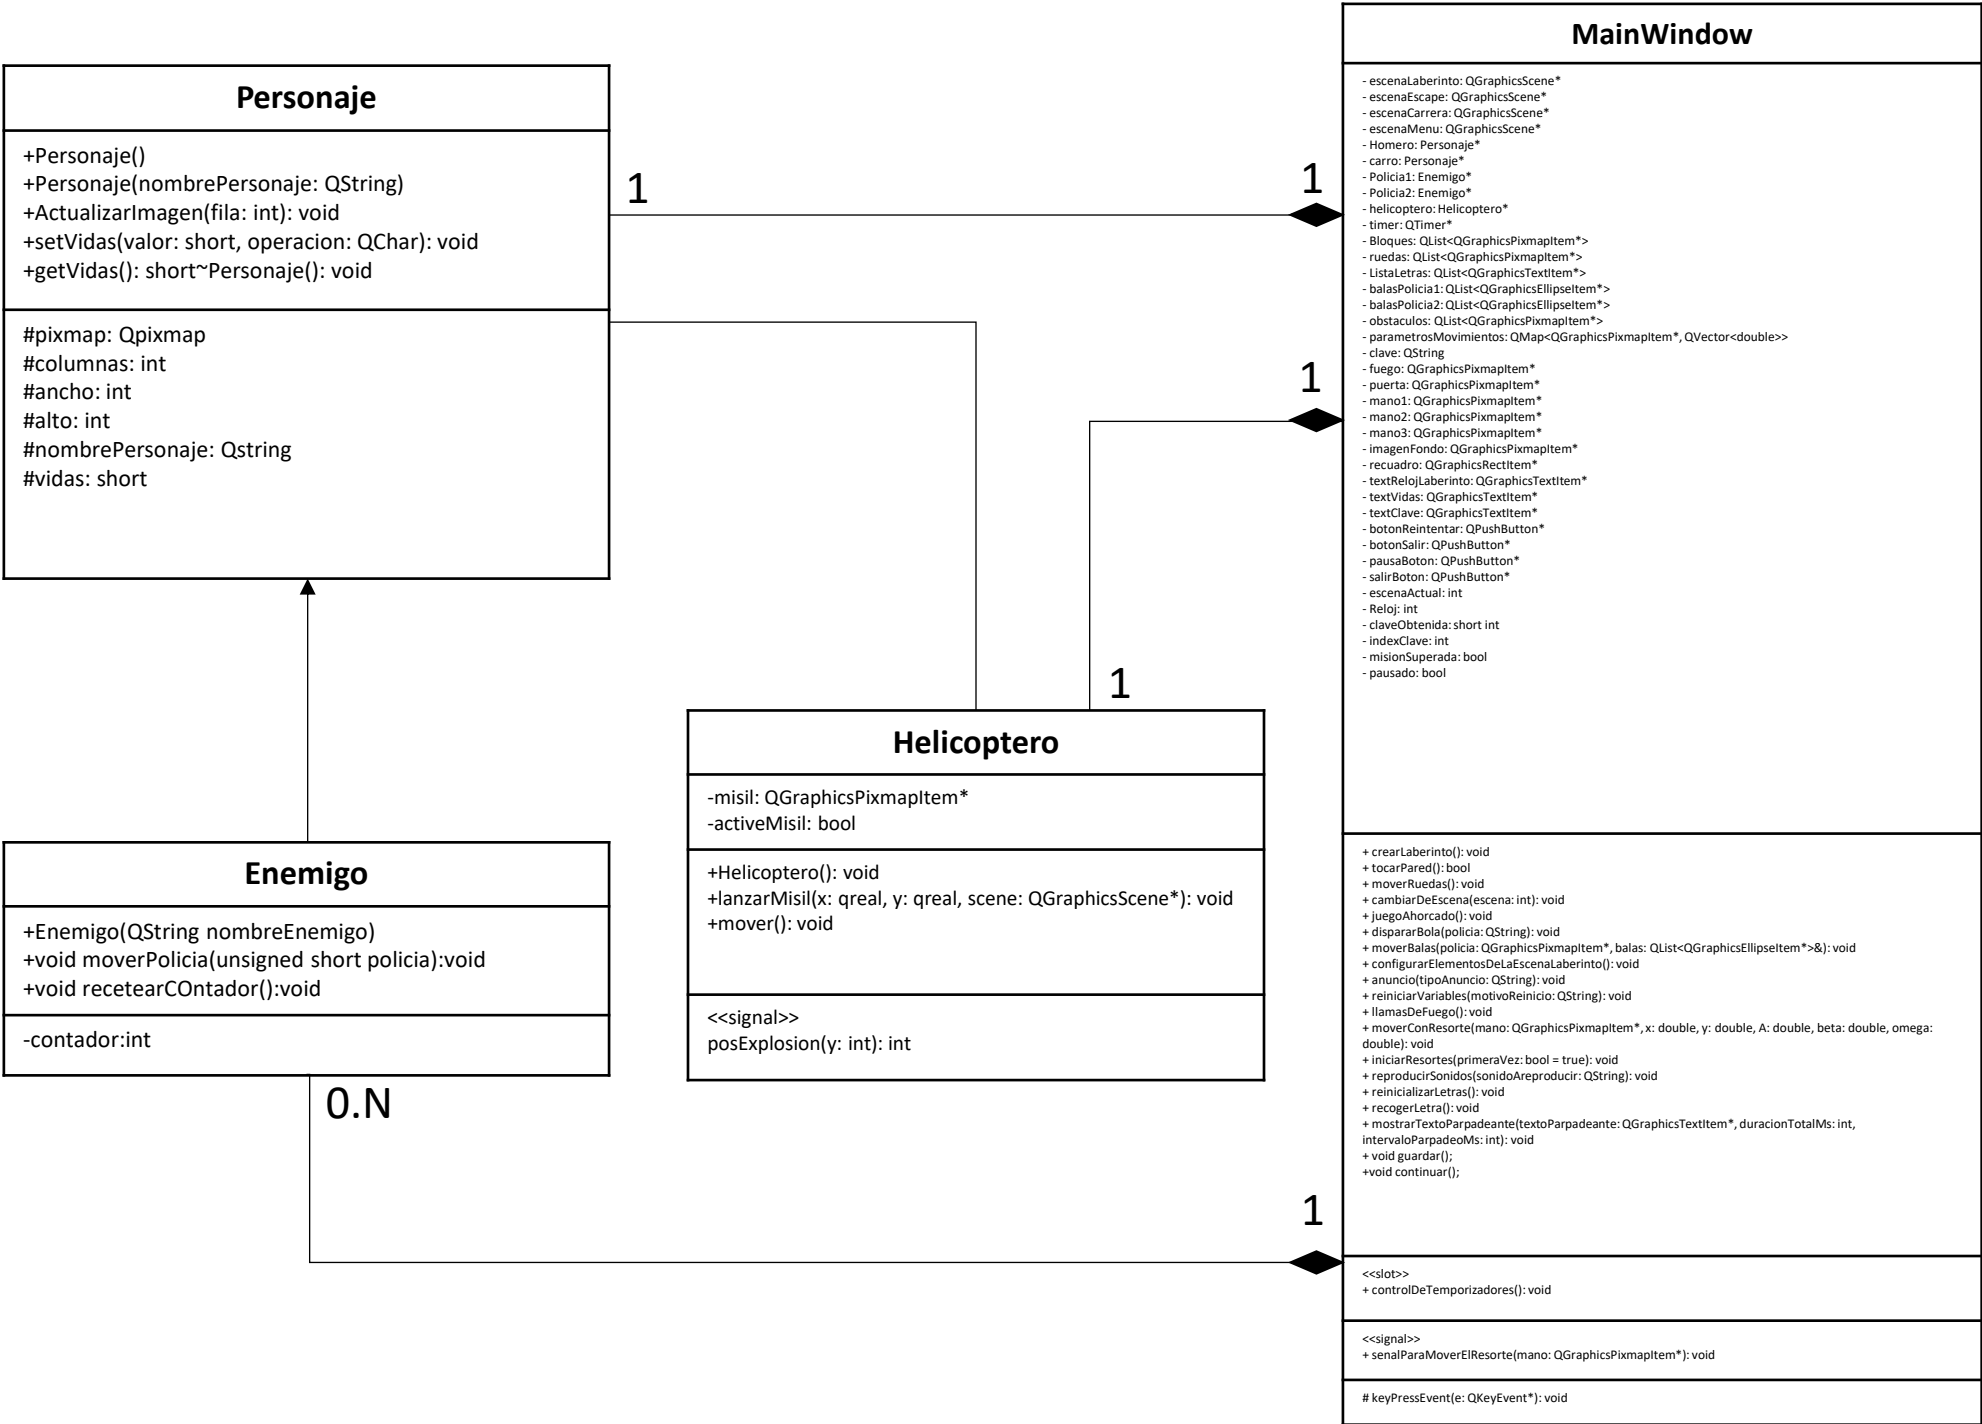 Personaje
+Personaje()
+Personaje(nombrePersonaje: QString)
+ActualizarImagen(fila: int): void
+setVidas(valor: short, operacion: QChar): void
+getVidas(): short~Personaje(): void
#pixmap: Qpixmap
#columnas: int
#ancho: int
#alto: int
#nombrePersonaje: Qstring
#vidas: short
1
1
1
1
Enemigo
+Enemigo(QString nombreEnemigo)
+void moverPolicia(unsigned short policia):void
+void recetearCOntador():void
-contador:int
0.N
1
Helicoptero
-misil: QGraphicsPixmapItem*
-activeMisil: bool
+Helicoptero(): void
+lanzarMisil(x: qreal, y: qreal, scene: QGraphicsScene*): void
+mover(): void
<<signal>>
posExplosion(y: int): int
MainWindow
- escenaLaberinto: QGraphicsScene*
- escenaEscape: QGraphicsScene*
- escenaCarrera: QGraphicsScene*
- escenaMenu: QGraphicsScene*
- Homero: Personaje*
- carro: Personaje*
- Policia1: Enemigo*
- Policia2: Enemigo*
- helicoptero: Helicoptero*
- timer: QTimer*
- Bloques: QList<QGraphicsPixmapItem*>
- ruedas: QList<QGraphicsPixmapItem*>
- ListaLetras: QList<QGraphicsTextItem*>
- balasPolicia1: QList<QGraphicsEllipseItem*>
- balasPolicia2: QList<QGraphicsEllipseItem*>
- obstaculos: QList<QGraphicsPixmapItem*>
- parametrosMovimientos: QMap<QGraphicsPixmapItem*, QVector<double>>
- clave: QString
- fuego: QGraphicsPixmapItem*
- puerta: QGraphicsPixmapItem*
- mano1: QGraphicsPixmapItem*
- mano2: QGraphicsPixmapItem*
- mano3: QGraphicsPixmapItem*
- imagenFondo: QGraphicsPixmapItem*
- recuadro: QGraphicsRectItem*
- textRelojLaberinto: QGraphicsTextItem*
- textVidas: QGraphicsTextItem*
- textClave: QGraphicsTextItem*
- botonReintentar: QPushButton*
- botonSalir: QPushButton*
- pausaBoton: QPushButton*
- salirBoton: QPushButton*
- escenaActual: int
- Reloj: int
- claveObtenida: short int
- indexClave: int
- misionSuperada: bool
- pausado: bool
+ crearLaberinto(): void
+ tocarPared(): bool
+ moverRuedas(): void
+ cambiarDeEscena(escena: int): void
+ juegoAhorcado(): void
+ dispararBola(policia: QString): void
+ moverBalas(policia: QGraphicsPixmapItem*, balas: QList<QGraphicsEllipseItem*>&): void
+ configurarElementosDeLaEscenaLaberinto(): void
+ anuncio(tipoAnuncio: QString): void
+ reiniciarVariables(motivoReinicio: QString): void
+ llamasDeFuego(): void
+ moverConResorte(mano: QGraphicsPixmapItem*, x: double, y: double, A: double, beta: double, omega:
double): void
+ iniciarResortes(primeraVez: bool = true): void
+ reproducirSonidos(sonidoAreproducir: QString): void
+ reinicializarLetras(): void
+ recogerLetra(): void
+ mostrarTextoParpadeante(textoParpadeante: QGraphicsTextItem*, duracionTotalMs: int,
intervaloParpadeoMs: int): void
+ void guardar();
+void continuar();
<<slot>>
+ controlDeTemporizadores(): void
<<signal>>
+ senalParaMoverElResorte(mano: QGraphicsPixmapItem*): void
# keyPressEvent(e: QKeyEvent*): void